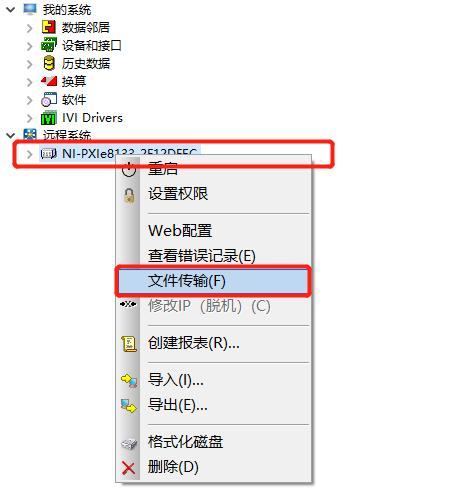 我的系统
数据邻居
设备和接口
历史数据
换算
软件
IVI Drivers
远程系统
NI-PXIe8133-2F12DFEC
重启
设置权限
Web配置
查看错误记录(E)
文件传输(F)
修改IP（脱机）(C)
创建报表(R)...
导入(I)...
导出(E)...
格式化磁盘
删除(D)